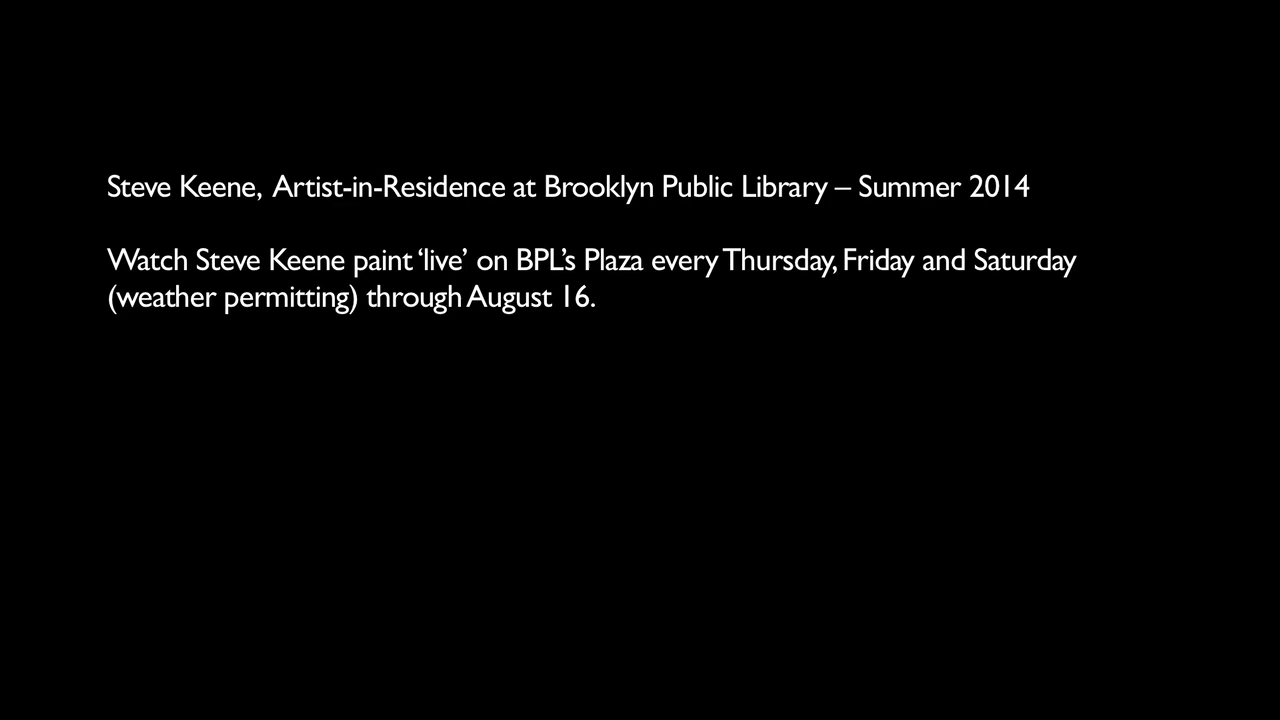 Steve Keene, Artist-in-Residence at Brooklyn Public Library – Summer 2014
Watch Steve Keene paint ‘live’ on BPL’s Plaza every Thursday, Friday and Saturday
(weather permitting) through August 16.